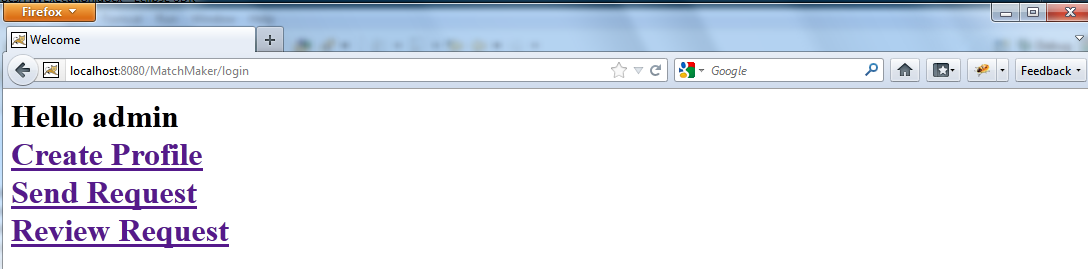 Firefox
Welcome
localhost:8080/MatchMaker/login
Google
Feedback
Hello admin
Create Profile
Send Request
Review Request